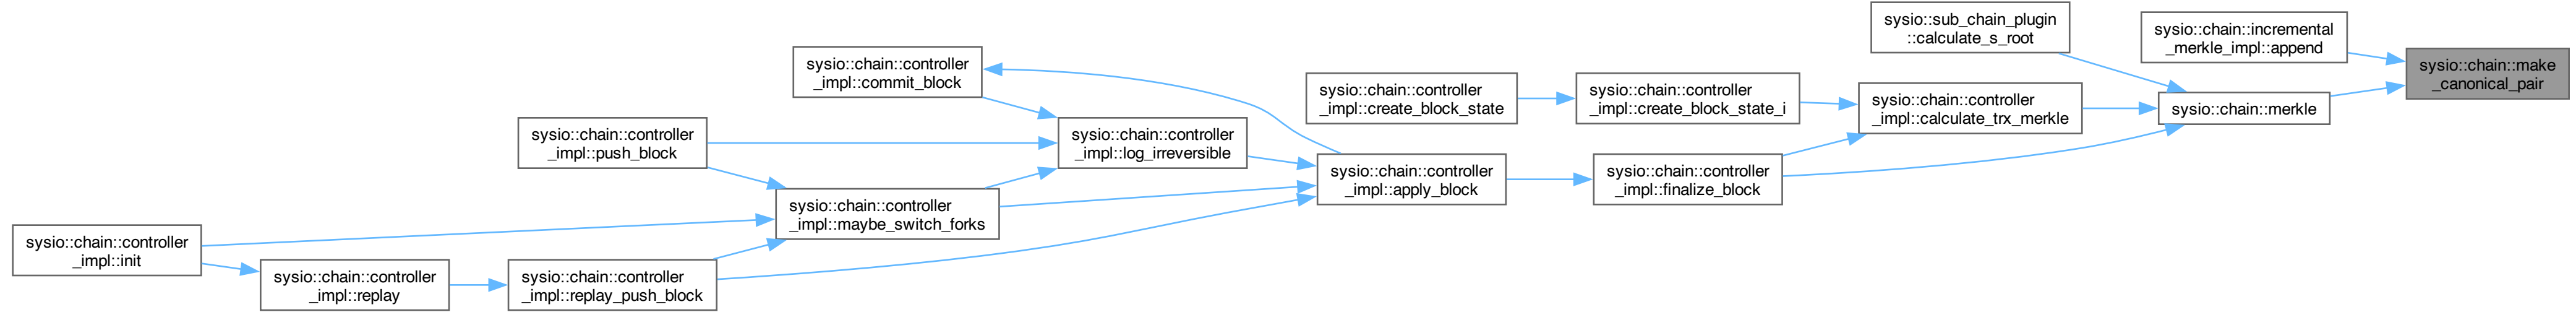 sysio::sub_chain_plugin
::calculate_s_root
sysio::chain::incremental
_merkle_impl::append
sysio::chain::make
_canonical_pair
sysio::chain::controller
_impl::commit_block
sysio::chain::controller
_impl::create_block_state
sysio::chain::controller
_impl::create_block_state_i
sysio::chain::controller
_impl::calculate_trx_merkle
sysio::chain::merkle
sysio::chain::controller
_impl::push_block
sysio::chain::controller
_impl::log_irreversible
sysio::chain::controller
_impl::apply_block
sysio::chain::controller
_impl::finalize_block
sysio::chain::controller
_impl::maybe_switch_forks
sysio::chain::controller
_impl::init
sysio::chain::controller
_impl::replay
sysio::chain::controller
_impl::replay_push_block